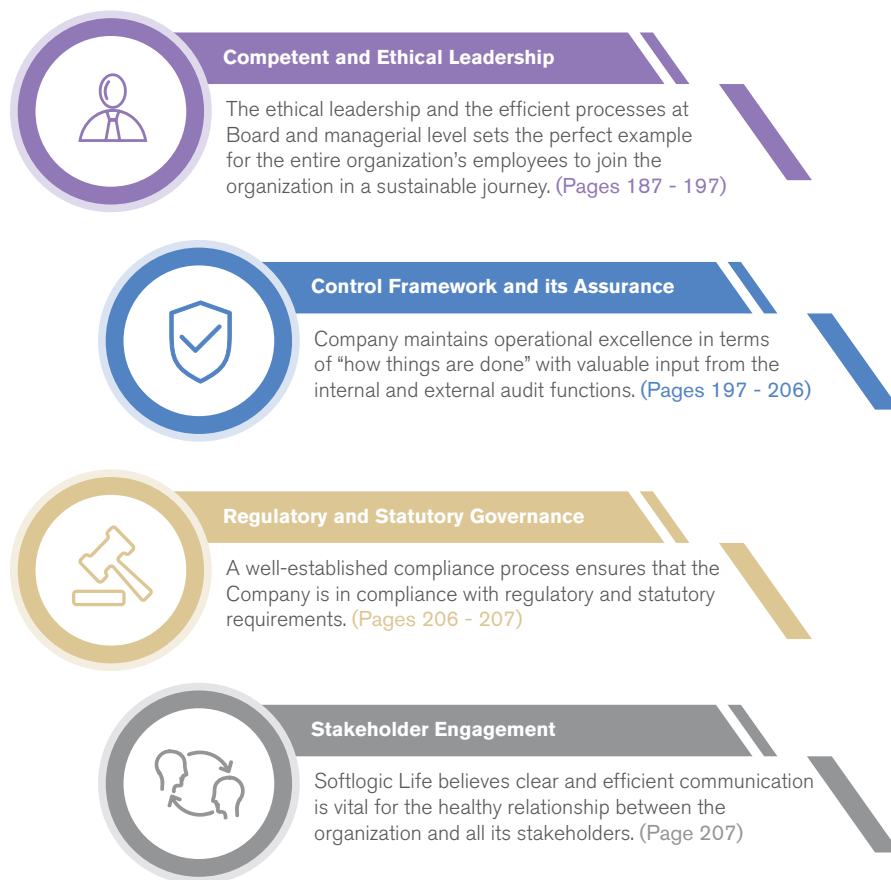 Competent and Ethical Leadership
The ethical leadership and the efficient processes at
Board and managerial level sets the perfect example
for the entire organization’s employees to join the
organization in a sustainable journey. (Pages 187 - 197)
Control Framework and its Assurance
Company maintains operational excellence in terms
of “how things are done” with valuable input from the
internal and external audit functions. (Pages 197 - 206)
Regulatory and Statutory Governance
A well-established compliance process ensures that the
Company is in compliance with regulatory and statutory
requirements. (Pages 206 - 207)
Stakeholder Engagement
Softlogic Life believes clear and efficient communication
is vital for the healthy relationship between the
organization and all its stakeholders. (Page 207)